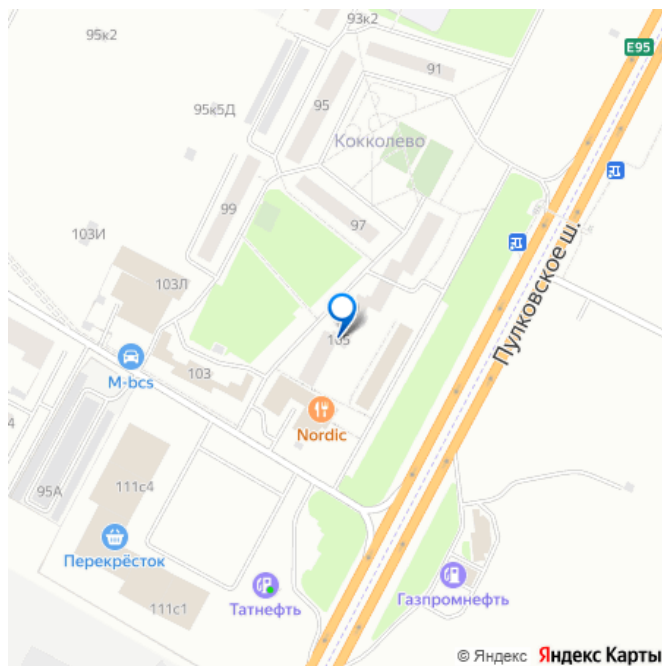 93к2
95к2
E95
91
95
95к5Д
Кокколево
99
97
103И
103Л
Пулковское ш.
105
103
M-bcs
Nordic
4
95А
111с4
Перекрёсток
111с1
Татнефть
Газпромнефть
© Яндекс Яндекс Карты